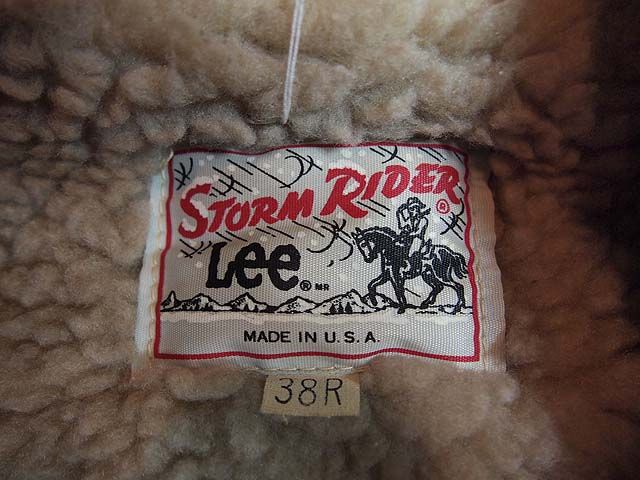 STORM RIDER ®
Lee ® MR
MADE IN U.S.A.
38R